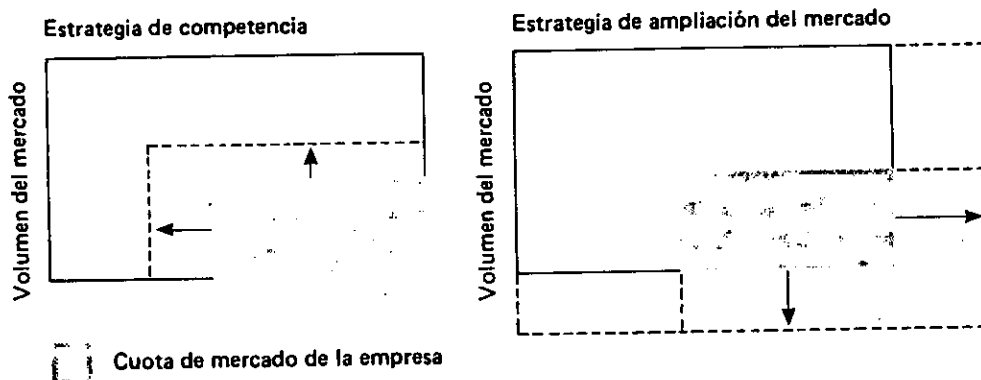 Estrategia de competencia
Volumen del mercado
Estrategia de ampliación del mercado
Volumen del mercado
Cuota de mercado de la empresa